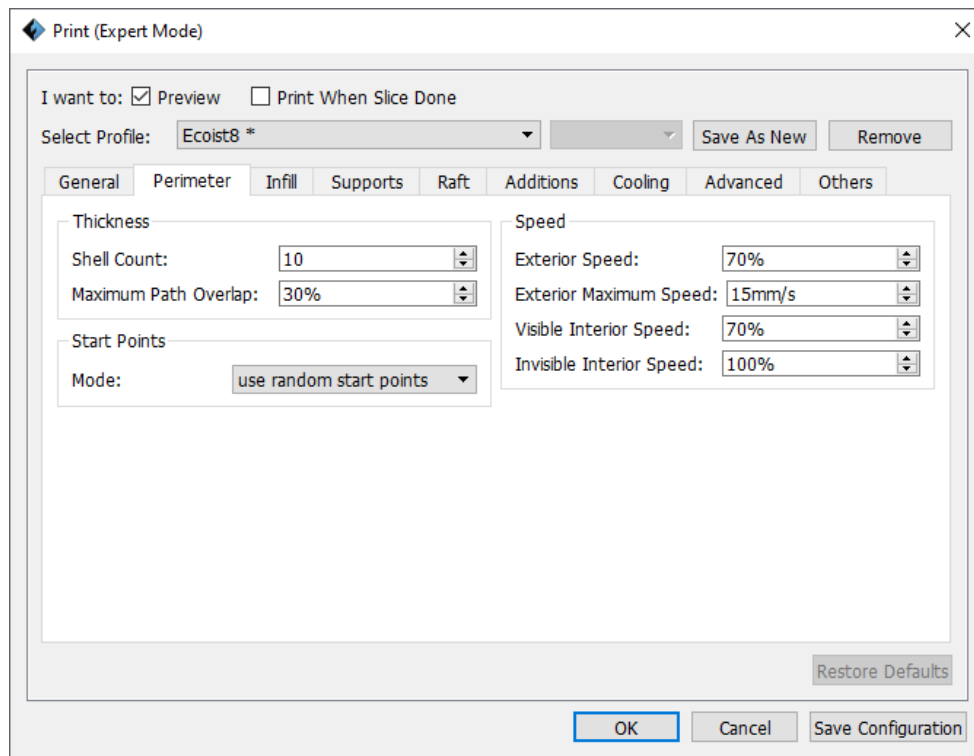 Print (Expert Mode)
I want to: Preview Print When Slice Done
Select Profile: Ecoist8 * Save As New Remove
General Perimeter Infill Supports Raft Additions Cooling Advanced Others
Thickness
Shell Count: 10
Maximum Path Overlap: 30%
Start Points
Mode: use random start points
Speed
Exterior Speed: 70%
Exterior Maximum Speed: 15mm/s
Visible Interior Speed: 70%
Invisible Interior Speed: 100%
Restore Defaults
OK Cancel Save Configuration